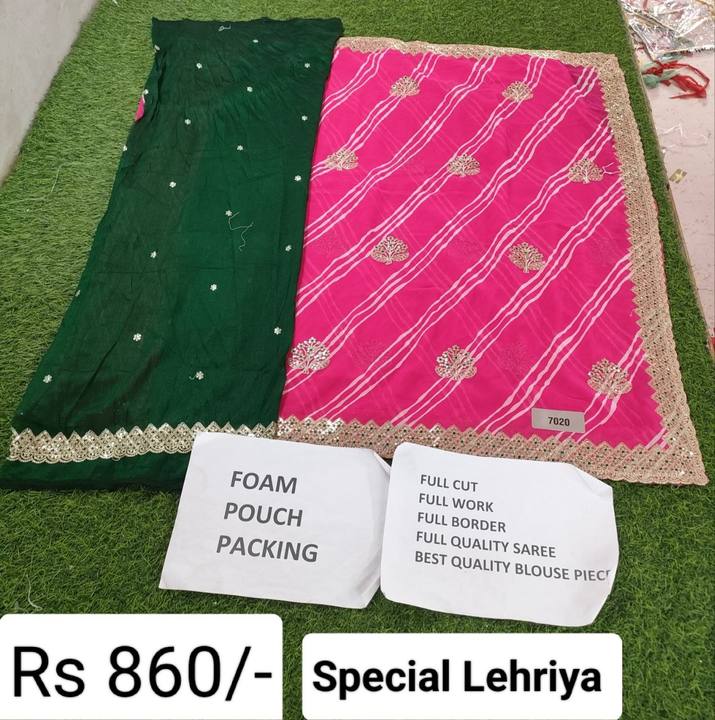 7020
FOAM
POUCH
PACKING
FULL CUT
FULL WORK
FULL BORDER
FULL QUALITY SAREE
BEST QUALITY BLOUSE PIECE
Rs 860/-
Special Lehriya